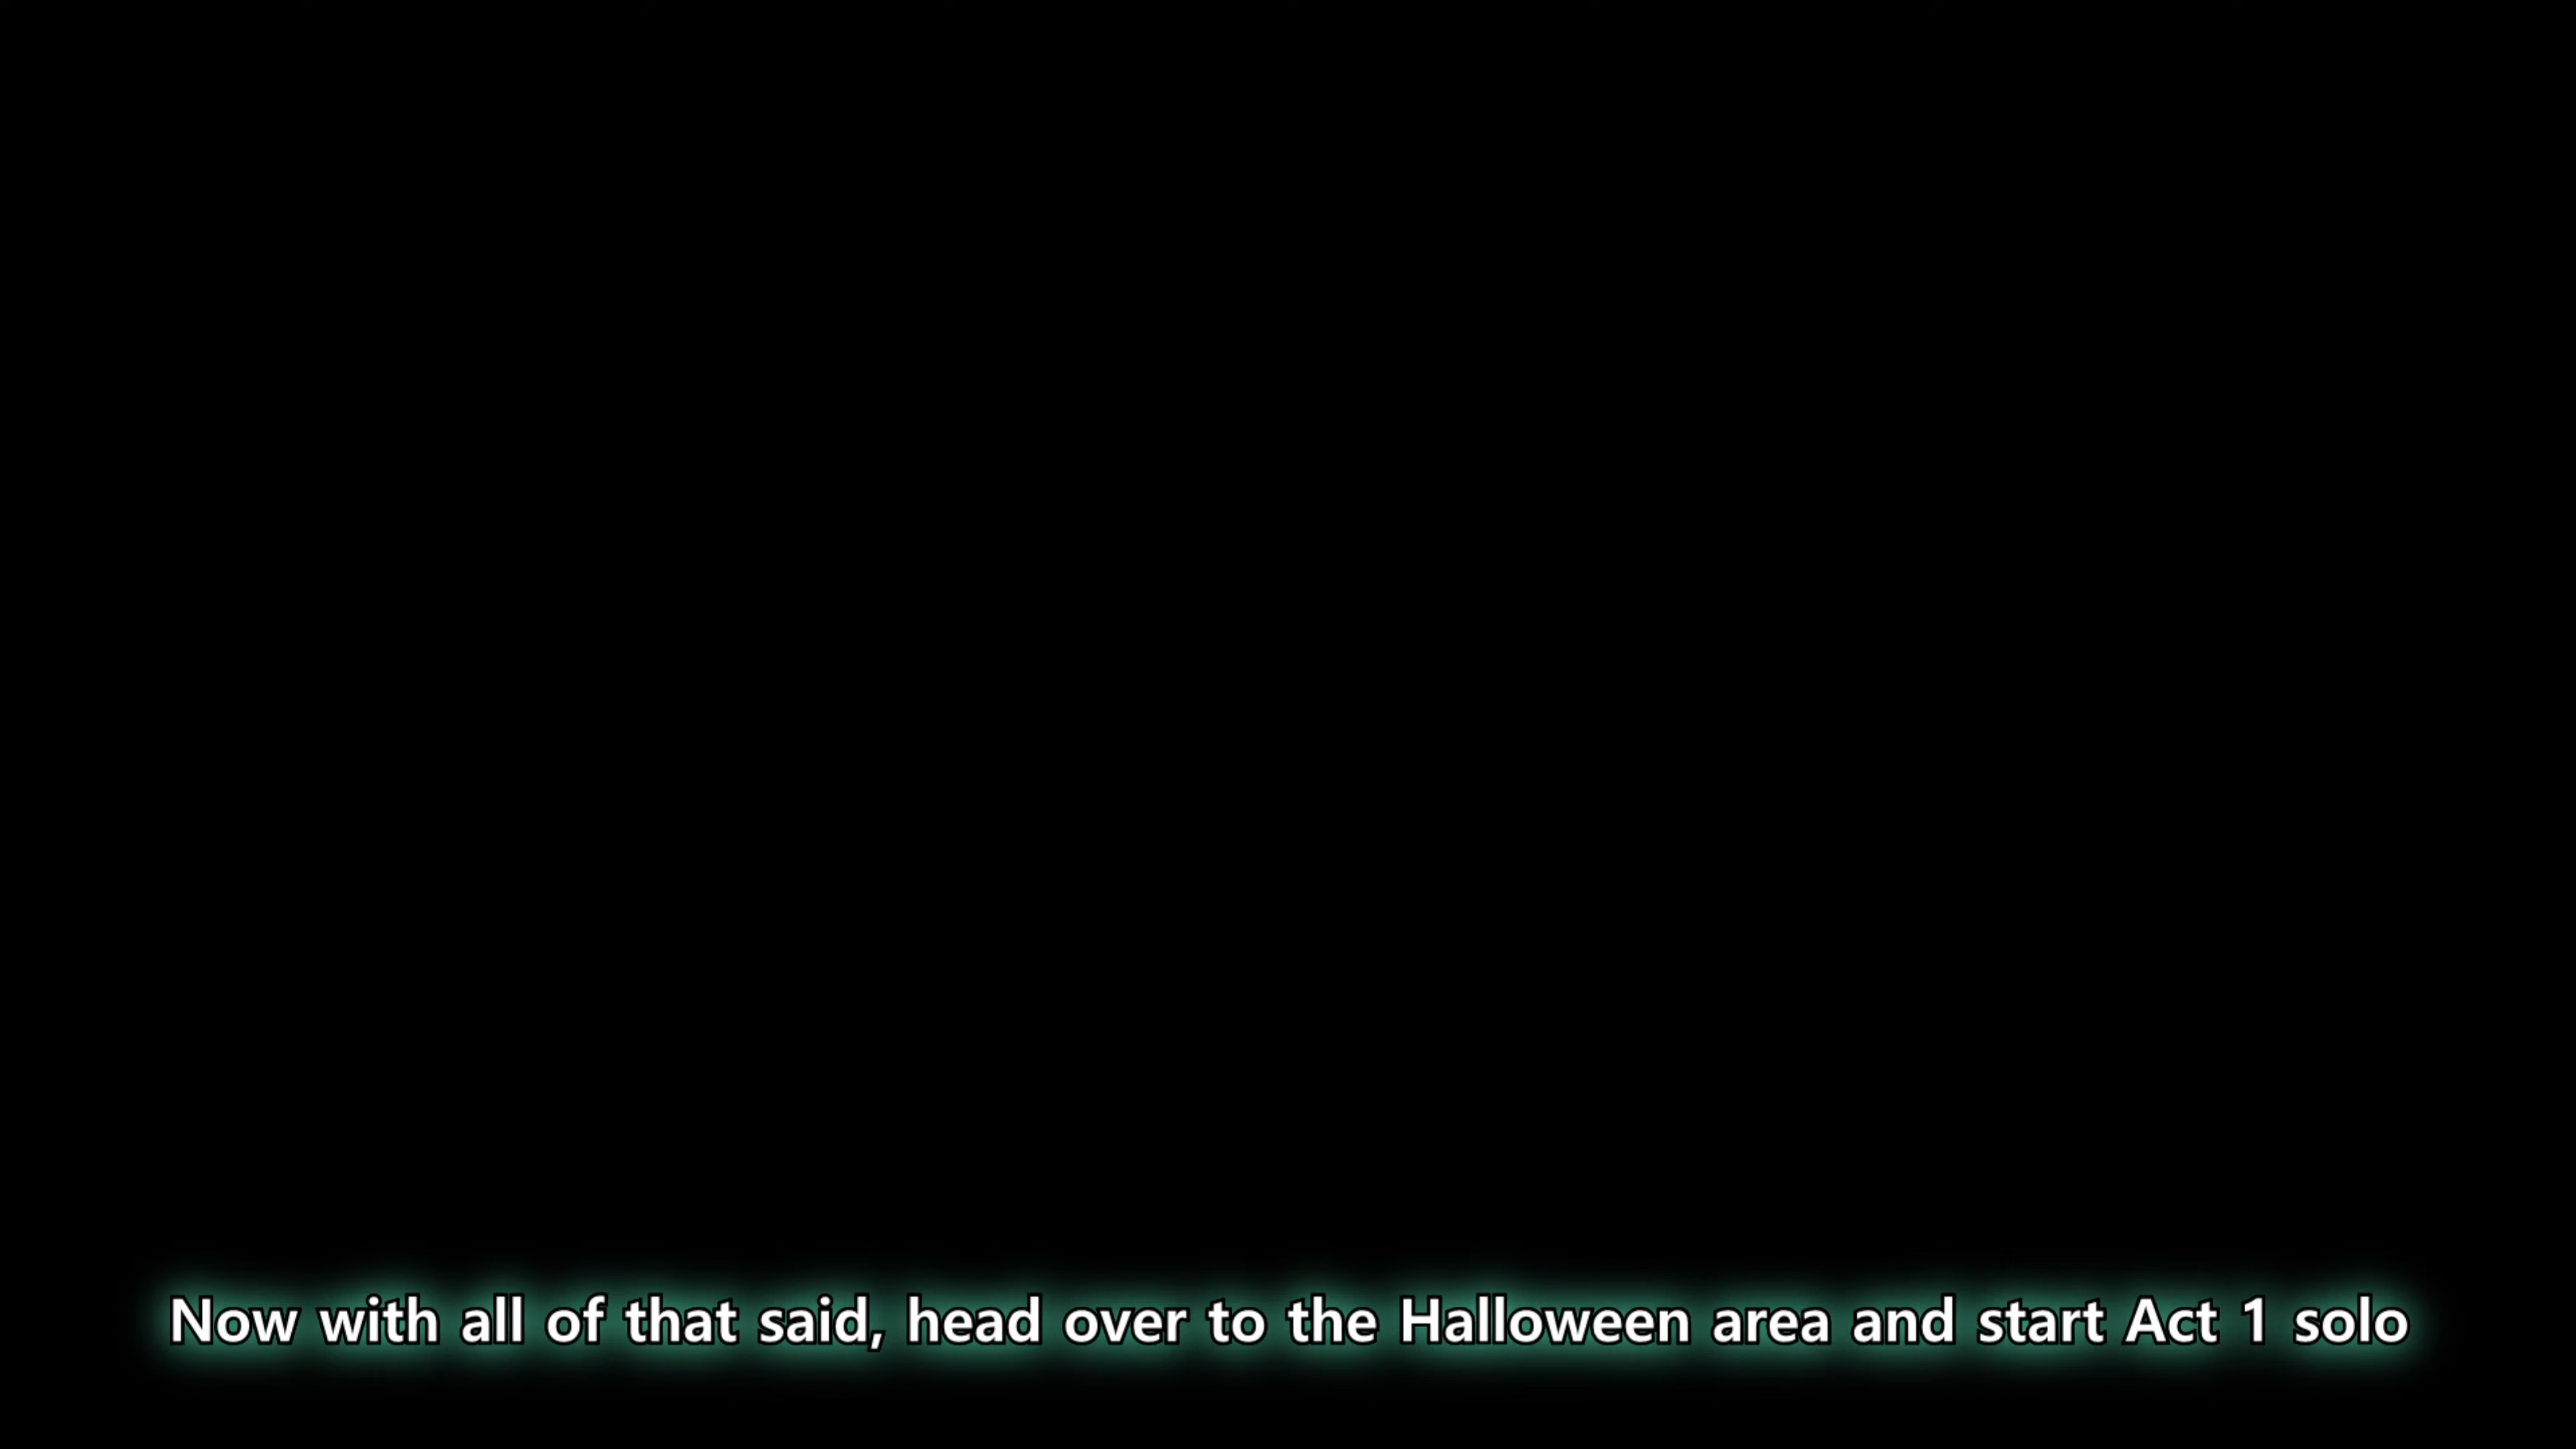 Now with all of that said, head over to the Halloween area and start Act 1 solo